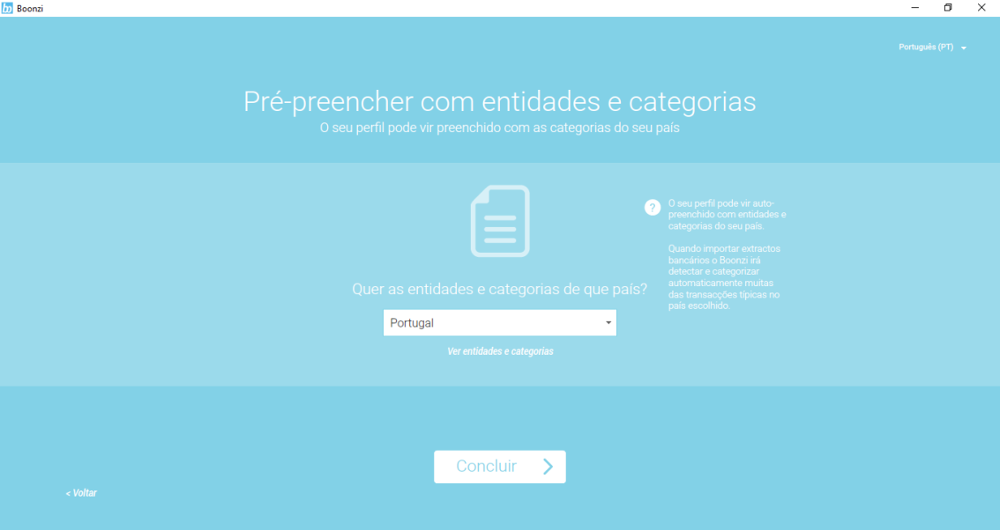 Boonzi
Português (PT)
Pré-preencher com entidades e categorias
O seu perfil pode vir preenchido com as categorias do seu país
?
O seu perfil pode vir auto-
preenchido com entidades e
categorias do seu país.
Quando importar extractos
bancários o Boonzi irá
detectar e categorizar
automaticamente muitas
das transacções típicas no
país escolhido.
Quer as entidades e categorias de que país?
Portugal
Ver entidades e categorias
Concluir
< Voltar